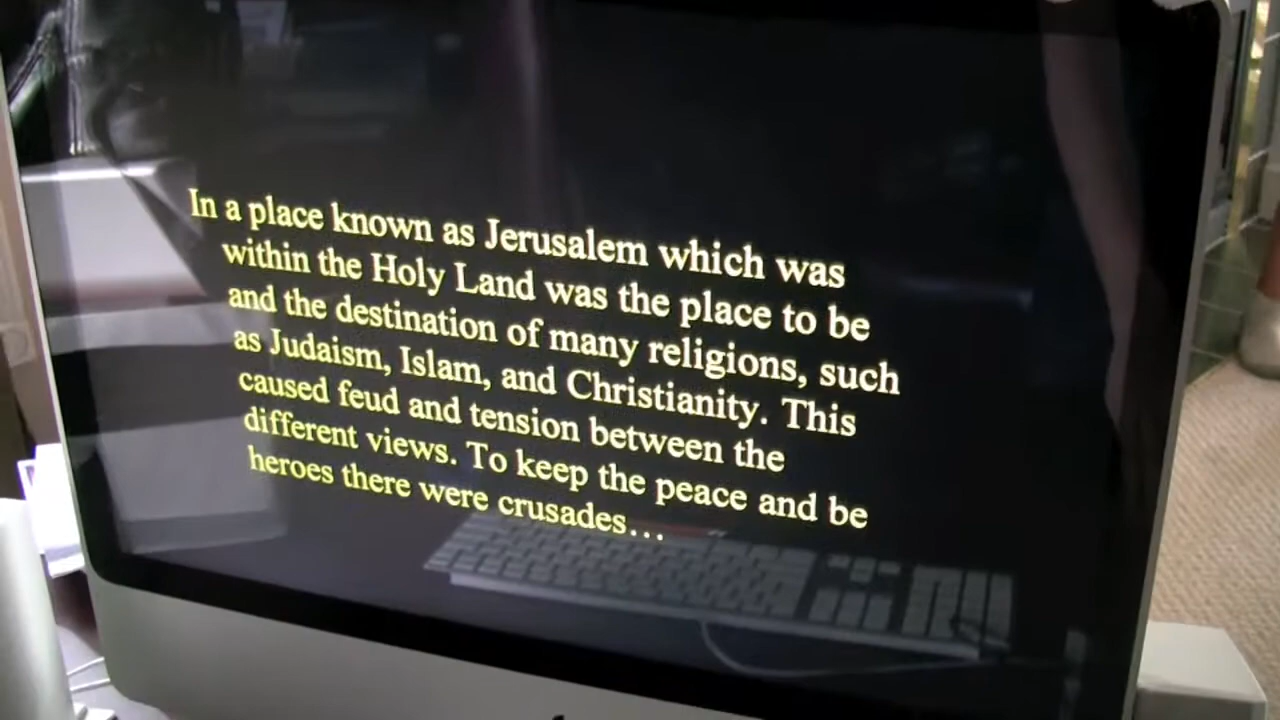 In a place known as Jerusalem which was
within the Holy Land was the place to be
and the destination of many religions, such
as Judaism, Islam, and Christianity. This
caused feud and tension between the
different views. To keep the peace and be
heroes there were crusades...